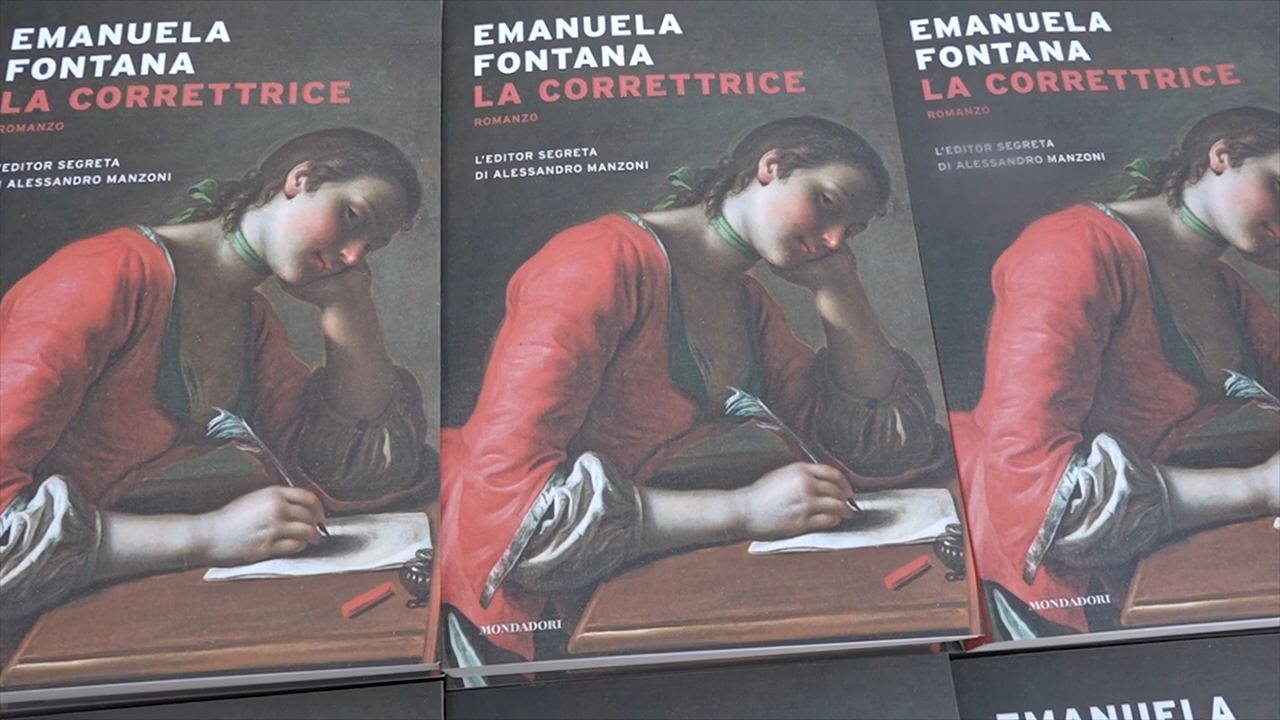 EMANUELA
FONTANA
LA CORRETTRICE
ROMANZO
L'EDITOR SEGRETA
DI ALESSANDRO MANZONI
EMANUELA
FONTANA
LA CORRETTRICE
ROMANZO
L'EDITOR SEGRETA
DI ALESSANDRO MANZONI
MONDADORI
EMANUELA
FONTANA
LA CORRETTRICE
ROMANZO
L'EDITOR SEGRETA
DI ALESSANDRO MANZONI
MONDADORI
EMANUELA